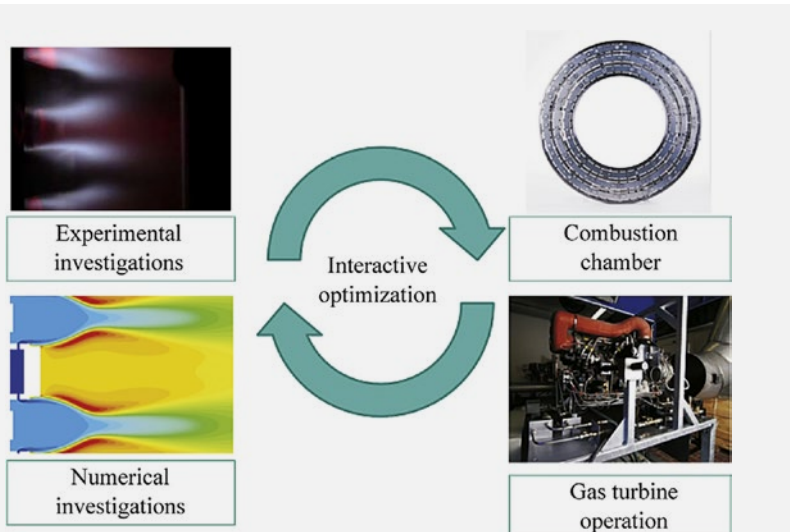 Experimental
investigations
Combustion
chamber
Interactive
optimization
Numerical
investigations
Gas turbine
operation